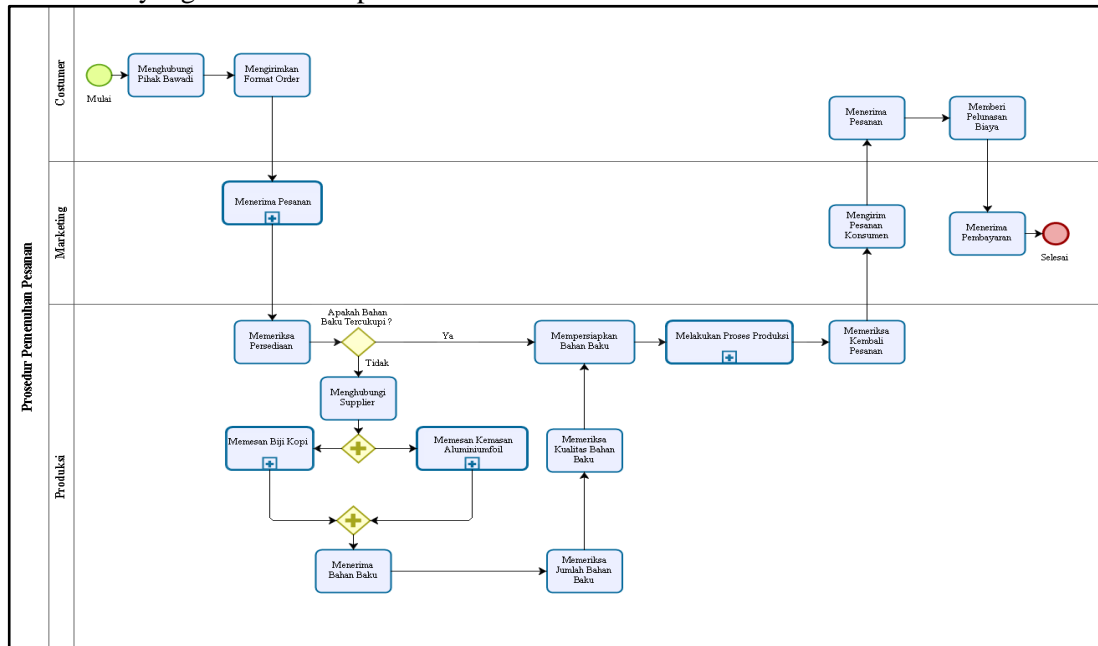 Prosedur Pemenuhan Pesanan
Costumer
Mulai
Menghubungi
Pihak Bawadi
Mengirimkan
Format Order
Menerima
Pesanan
Memberi
Pelunasan
Biaya
Marketing
Menerima Pesanan
Mengirim
Pesanan
Konsumen
Menerima
Pembayaran
Selesai
Produksi
Memeriksa
Persediaan
Apakah Bahan
Baku Tercukupi ?
Ya
Tidak
Mempersiapkan
Bahan Baku
Melakukan Proses Produksi
Memeriksa
Kembali
Pesanan
Menghubungi
Supplier
Memesan Biji Kopi
Memesan Kemasan
Aluminiumfoil
Memeriksa
Kualitas Bahan
Baku
Menerima
Bahan Baku
Memeriksa
Jumlah Bahan
Baku